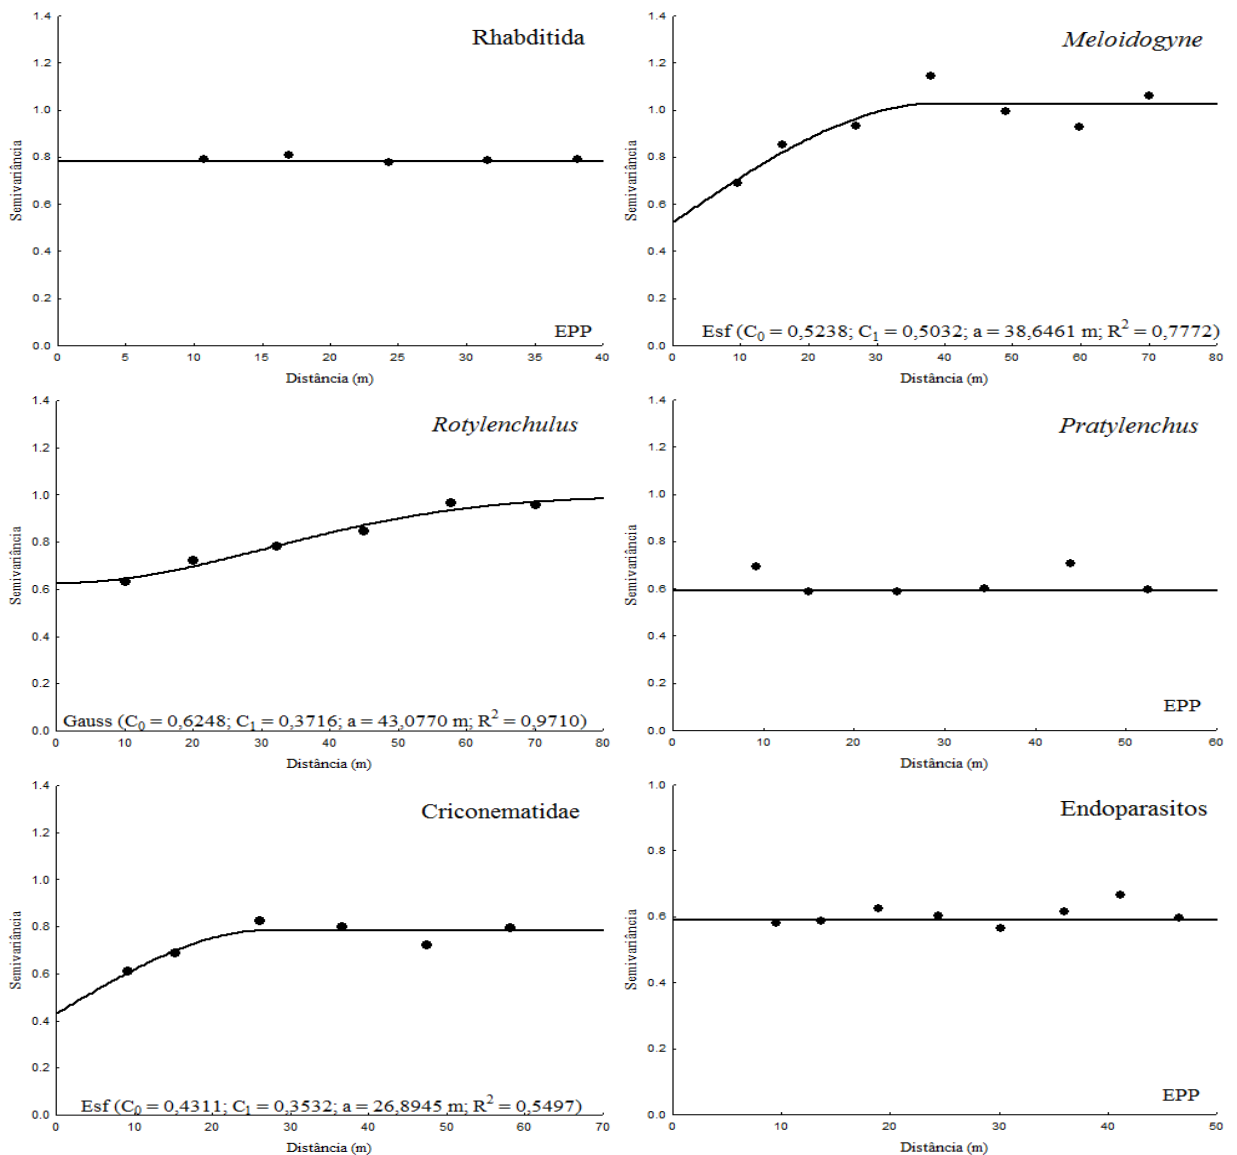 Rhabditida
Semivariância
1.4
1.2
1.0
0.8
0.6
0.4
0.2
0.0
EPP
0 5 10 15 20 25 30 35 40
Distância (m)
Meloidogyne
Semivariância
1.4
1.2
1.0
0.8
0.6
0.4
0.2
0.0
Esf (C₀ = 0,5238; C₁ = 0,5032; a = 38,6461 m; R² = 0,7772)
0 10 20 30 40 50 60 70 80
Distância (m)
Rotylenchulus
Semivariância
1.4
1.2
1.0
0.8
0.6
0.4
0.2
0.0
Gauss (C₀ = 0,6248; C₁ = 0,3716; a = 43,0770 m; R² = 0,9710)
0 10 20 30 40 50 60 70 80
Distância (m)
Pratylenchus
Semivariância
1.4
1.2
1.0
0.8
0.6
0.4
0.2
0.0
EPP
0 10 20 30 40 50 60
Distância (m)
Criconematidae
Semivariância
1.4
1.2
1.0
0.8
0.6
0.4
0.2
0.0
Esf (C₀ = 0,4311; C₁ = 0,3532; a = 26,8945 m; R² = 0,5497)
0 10 20 30 40 50 60 70
Distância (m)
Endoparasitos
Semivariância
1.0
0.8
0.6
0.4
0.2
0.0
EPP
0 10 20 30 40 50
Distância (m)